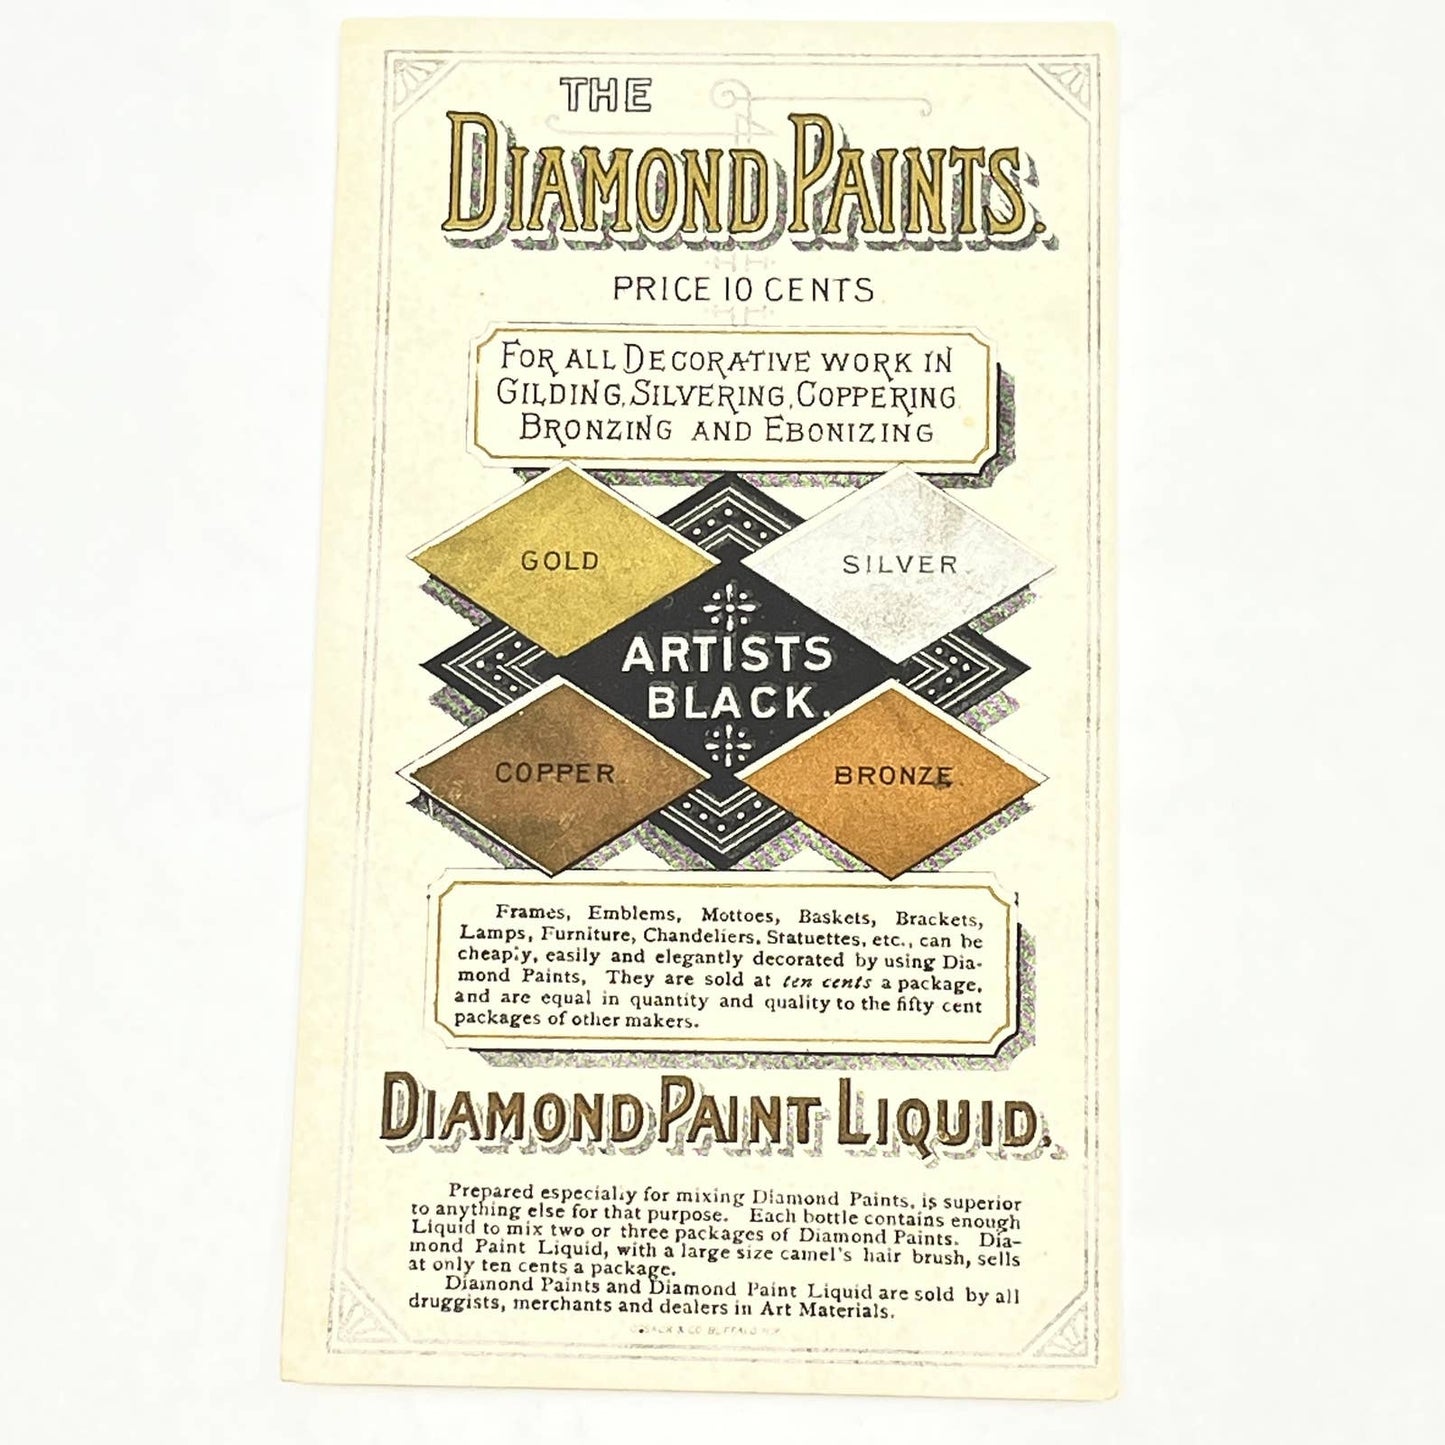 THE
DIAMOND PAINTS.
PRICE 10 CENTS
FOR ALL DECORATIVE WORK IN
GILDING, SILVERING, COPPERING
BRONZING AND EBONIZING
GOLD
SILVER.
ARTISTS
BLACK.
COPPER.
BRONZE.
Frames, Emblems, Mottoes, Baskets, Brackets,
Lamps, Furniture, Chandeliers, Statuettes, etc., can be
cheaply, easily and elegantly decorated by using Dia-
mond Paints, They are sold at ten cents a package,
and are equal in quantity and quality to the fifty cent
packages of other makers.
DIAMOND PAINT LIQUID.
Prepared especially for mixing Diamond Paints, is superior
to anything else for that purpose. Each bottle contains enough
Liquid to mix two or three packages of Diamond Paints. Dia-
mond Paint Liquid, with a large size camel's hair brush, sells
at only ten cents a package.
Diamond Paints and Diamond Paint Liquid are sold by all
druggists, merchants and dealers in Art Materials.
& CO. BUFFALO N.Y.